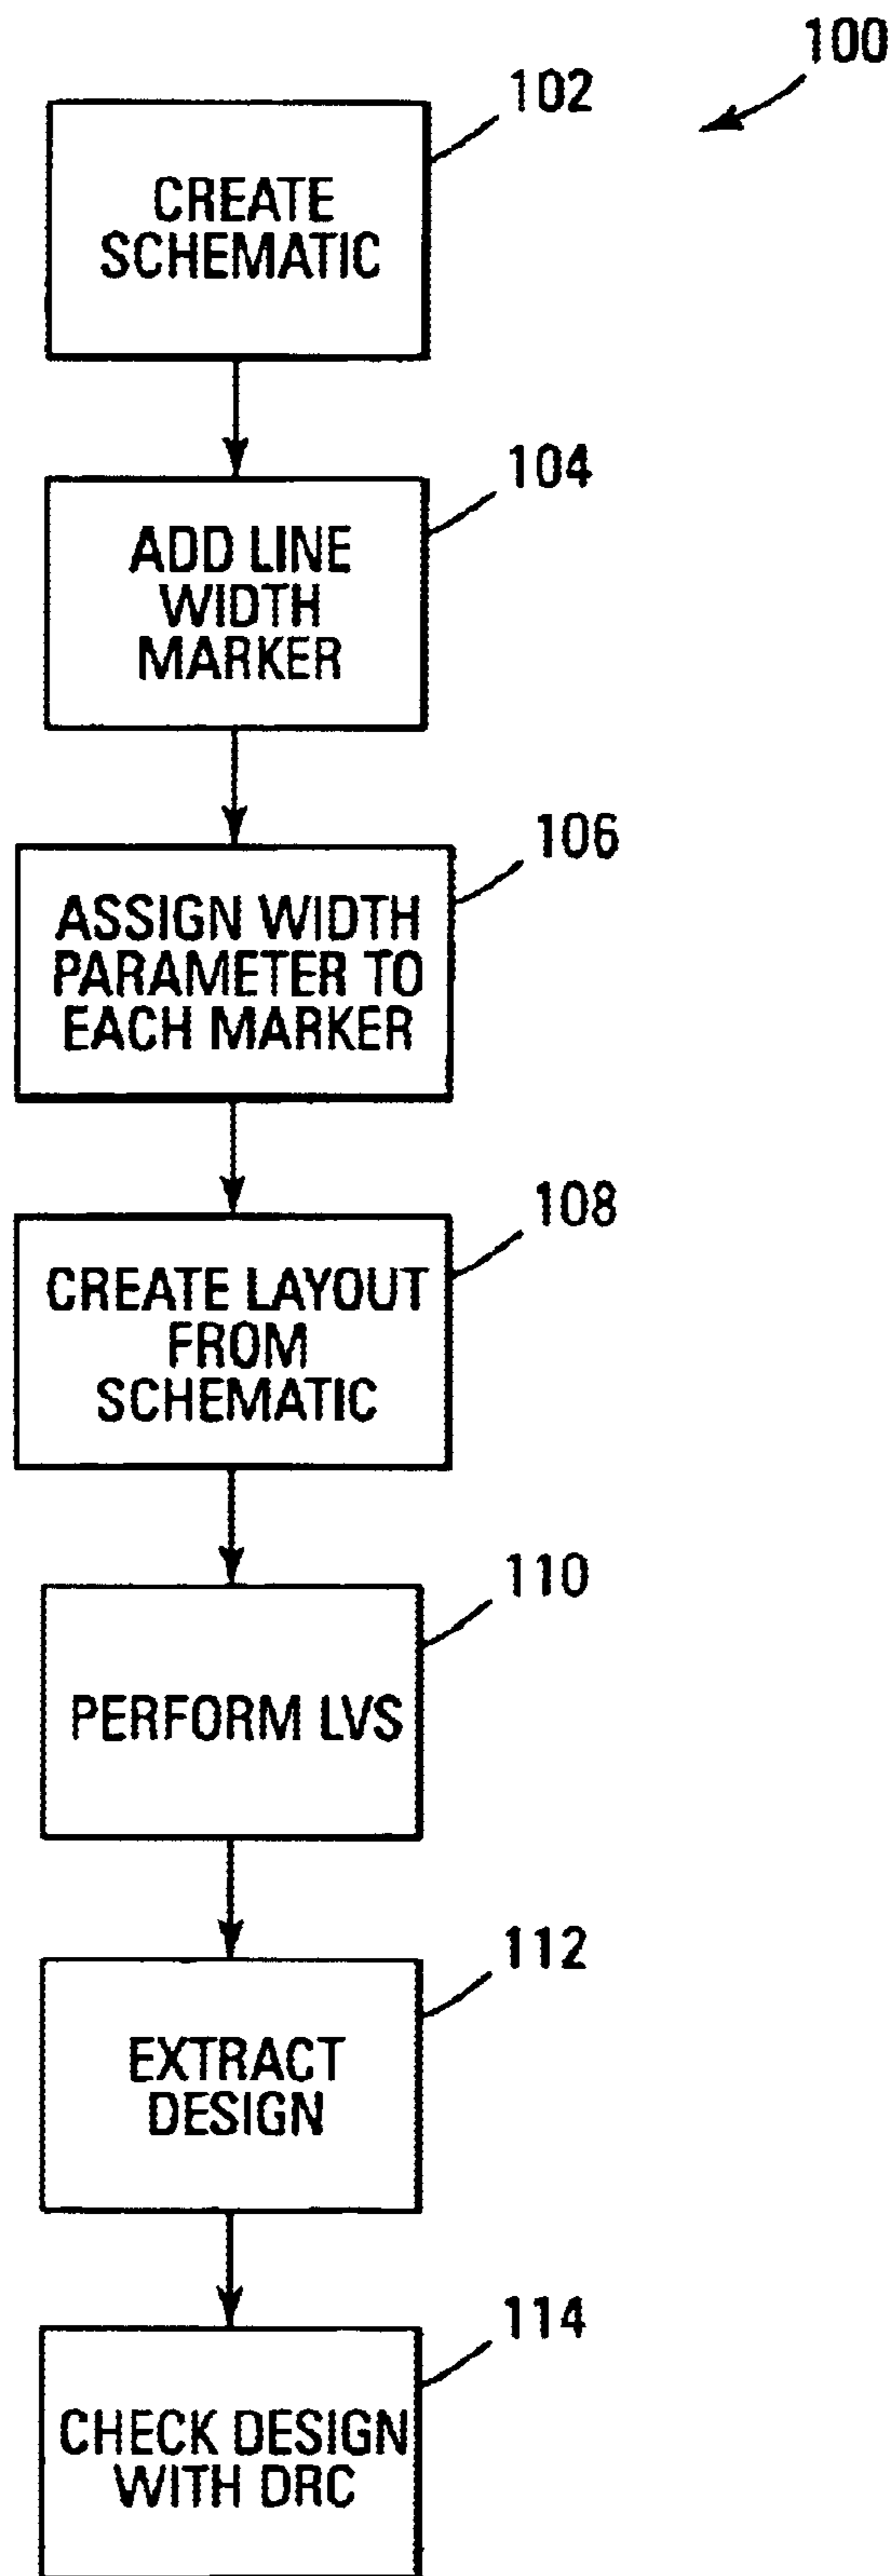 100
102
CREATE
SCHEMATIC
104
ADD LINE
WIDTH
MARKER
106
ASSIGN WIDTH
PARAMETER TO
EACH MARKER
108
CREATE LAYOUT
FROM
SCHEMATIC
110
PERFORM LVS
112
EXTRACT
DESIGN
114
CHECK DESIGN
WITH DRC